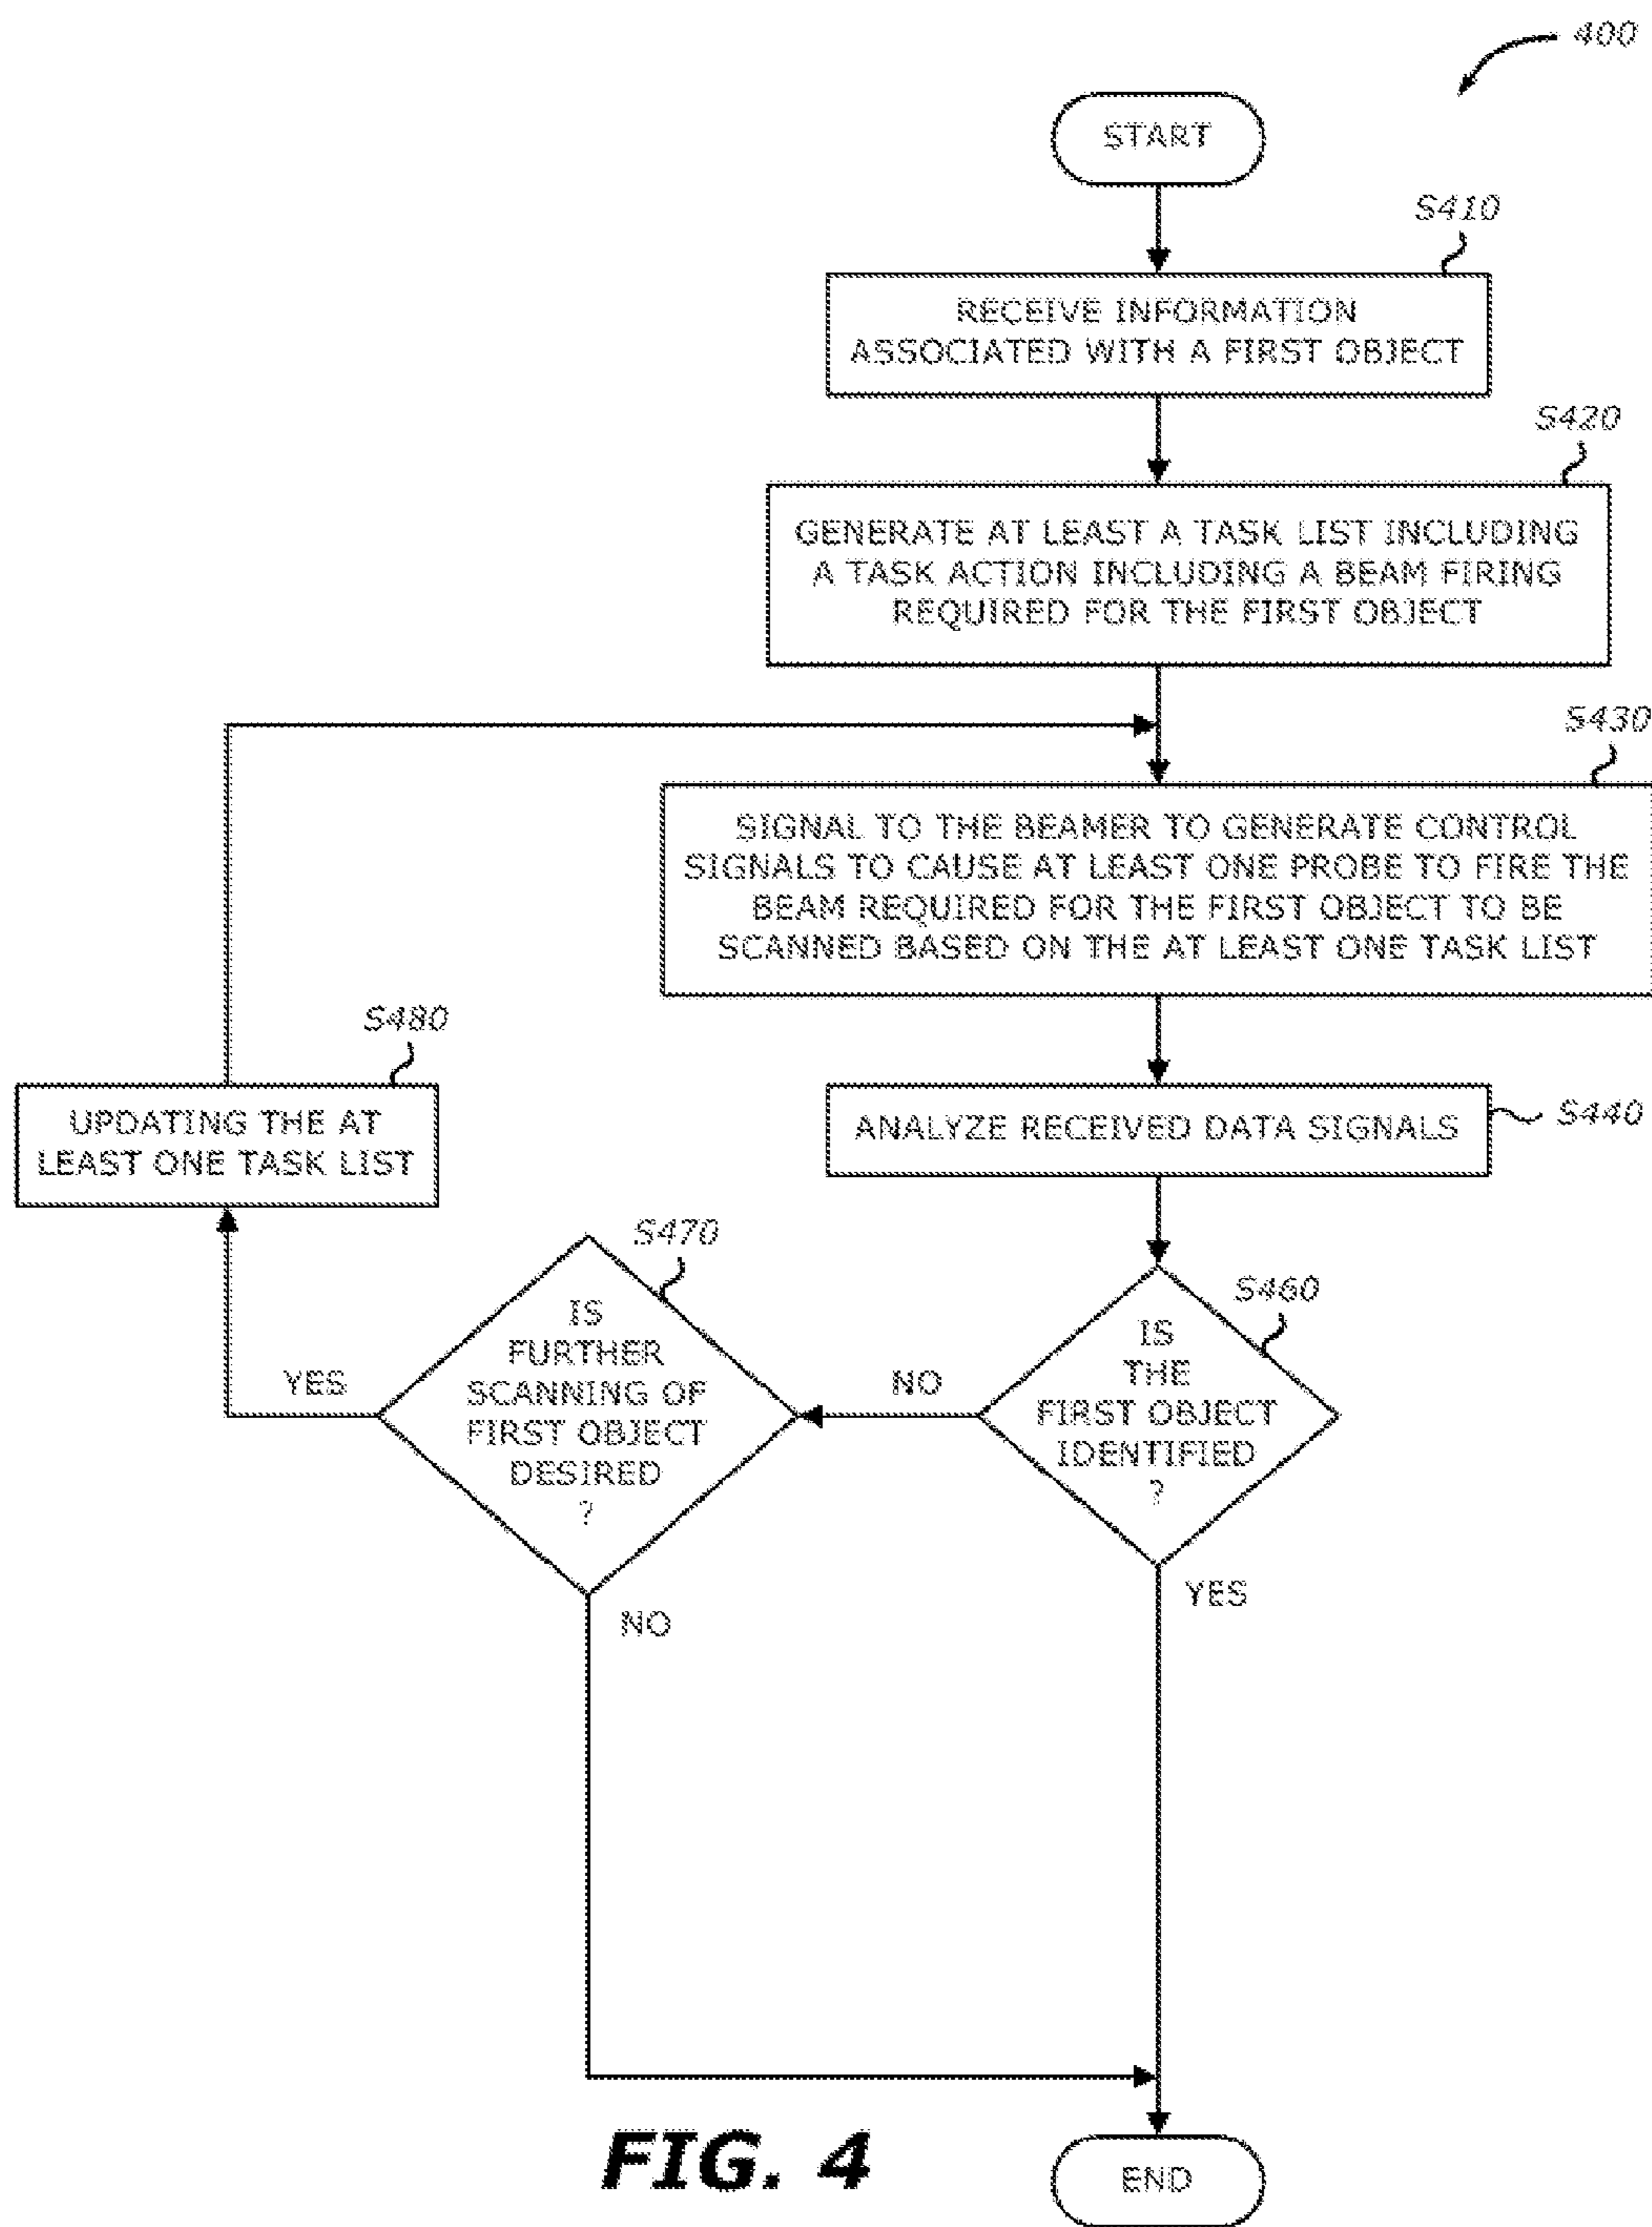 400
START
S410
RECEIVE INFORMATION
ASSOCIATED WITH A FIRST OBJECT
S420
GENERATE AT LEAST A TASK LIST INCLUDING
A TASK ACTION INCLUDING A BEAM FIRING
REQUIRED FOR THE FIRST OBJECT
S430
SIGNAL TO THE BEAMER TO GENERATE CONTROL
SIGNALS TO CAUSE AT LEAST ONE PROBE TO FIRE THE
BEAM REQUIRED FOR THE FIRST OBJECT TO BE
SCANNED BASED ON THE AT LEAST ONE TASK LIST
S480
UPDATING THE AT
LEAST ONE TASK LIST
ANALYZE RECEIVED DATA SIGNALS
S440
S470
IS
FURTHER
SCANNING OF
FIRST OBJECT
DESIRED
?
YES
NO
S460
IS
THE
FIRST OBJECT
IDENTIFIED
?
NO
YES
FIG. 4
END